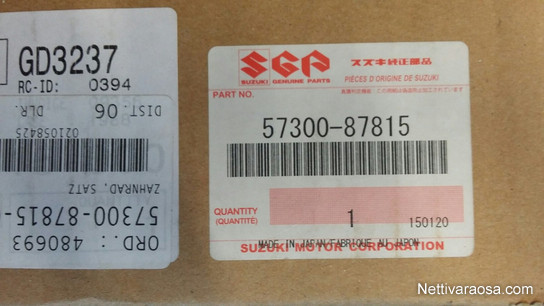 GD3237
RC-ID: 0394
DIST 06
DLR.
021058425
ZAHNRAD, SATZ
57300-87815-
ORD.: 480693
SGP
SUZUKI GENUINE PARTS
スズキ純正部品
PIÈCES D'ORIGINE DE SUZUKI
PART NO.
57300-87815
QUANTITY
(QUANTITÉ)
1
150120
MADE IN JAPAN/FABRIQUE AU JAPON
SUZUKI MOTOR CORPORATION
Nettivaraosa.com